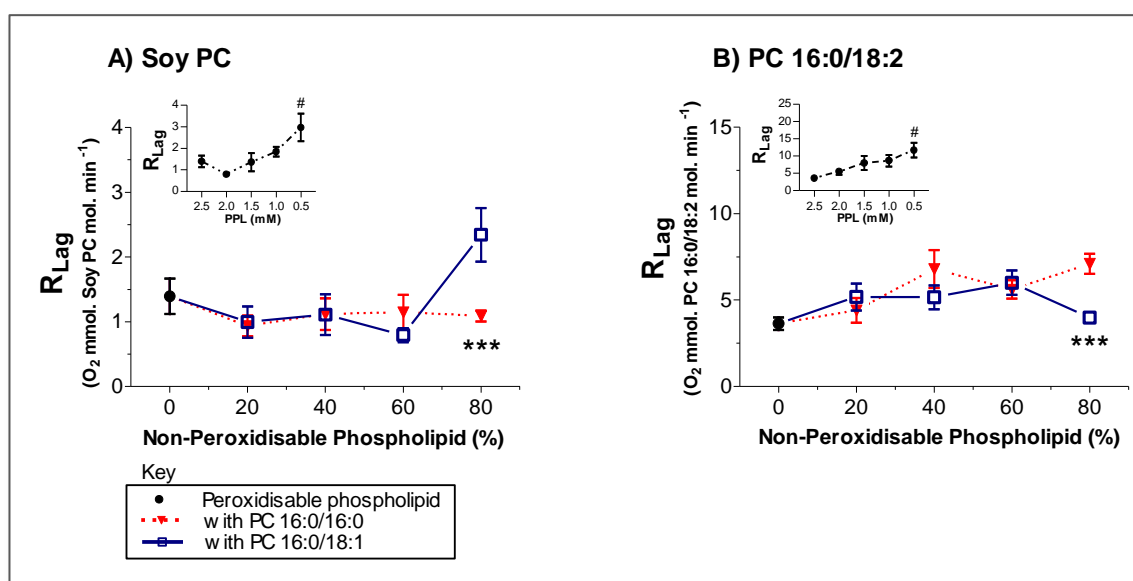 A) Soy PC
#
4
3
2
1
0
R Lag
2.5
2.0
1.5
1.0
0.5
PPL (mM)
4
3
2
1
0
R Lag
(O2 mmol. Soy PC mol. min -1)
0
20
40
60
80
***
Non-Peroxidisable Phospholipid (%)
B) PC 16:0/18:2
#
25
20
15
10
5
0
R Lag
2.5
2.0
1.5
1.0
0.5
PPL (mM)
15
10
5
0
R Lag
(O2 mmol. PC 16:0/18:2 mol. min -1)
0
20
40
60
80
***
Non-Peroxidisable Phospholipid (%)
Key
Peroxidisable phospholipid
with PC 16:0/16:0
with PC 16:0/18:1